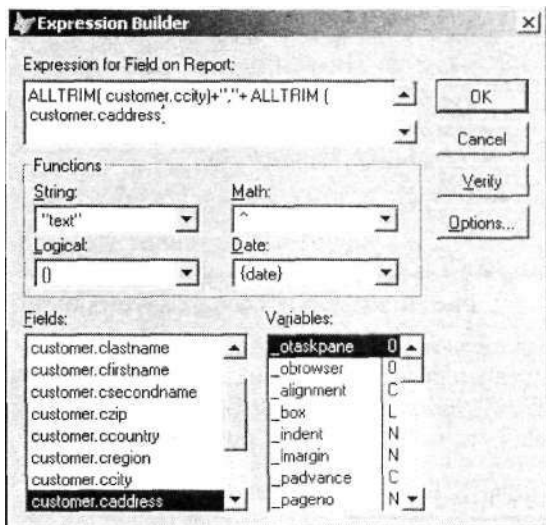 Expression Builder
Expression for Field on Report:
ALLTRIM( customer.ccity)+","+ ALLTRIM (
customer.caddress
OK
Cancel
Verify
Options...
Functions
String:
Math:
"text"
^
Logical:
Date:
()
{date}
Fields:
Variables:
customer.clastname
customer.cfirstname
customer.csecondname
customer.czip
customer.ccountry
customer.cregion
customer.ccity
customer.caddress
_otaskpane O
_obrowser O
_alignment C
_box L
_indent N
_lmargin N
_padvance C
_pageno N